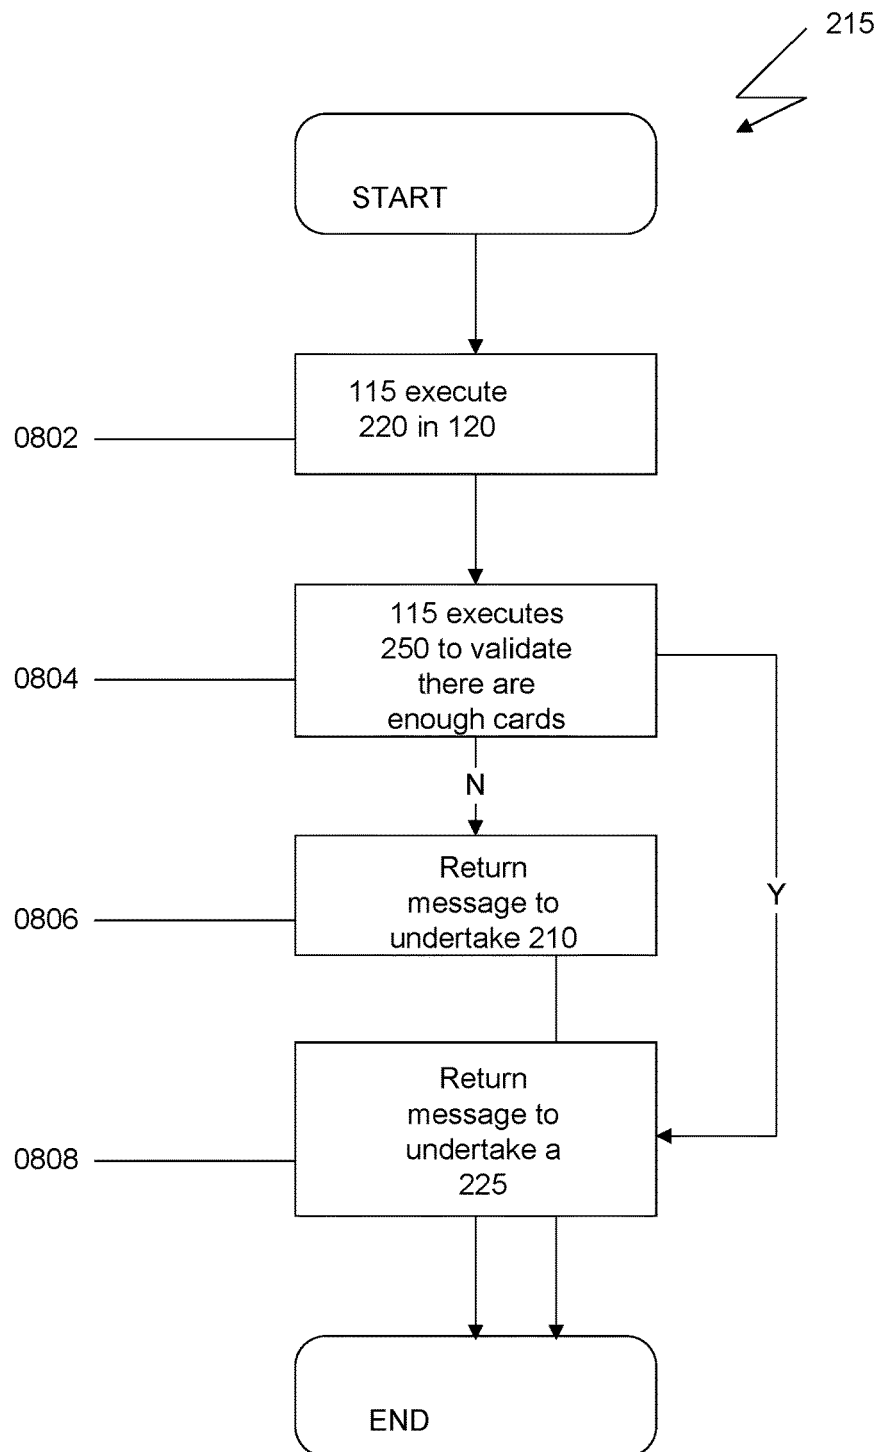 215
START
115 execute
220 in 120
0802
115 executes
250 to validate
there are
enough cards
0804
N
Return
message to
undertake 210
0806
Y
Return
message to
undertake a
225
0808
END